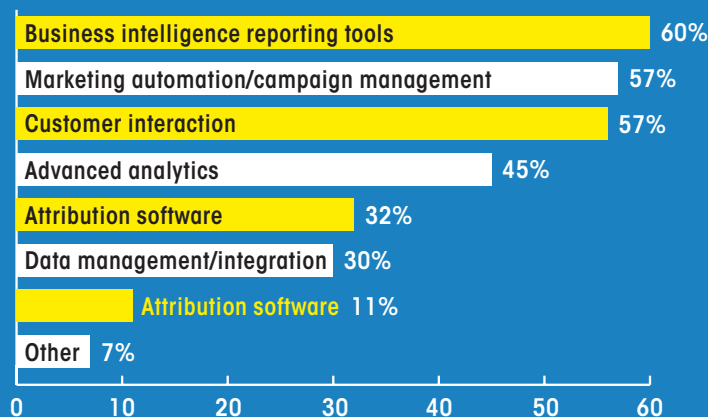 Business intelligence reporting tools 60%
Marketing automation/campaign management 57%
Customer interaction 57%
Advanced analytics 45%
Attribution software 32%
Data management/integration 30%
Attribution software 11%
Other 7%
0 10 20 30 40 50 60